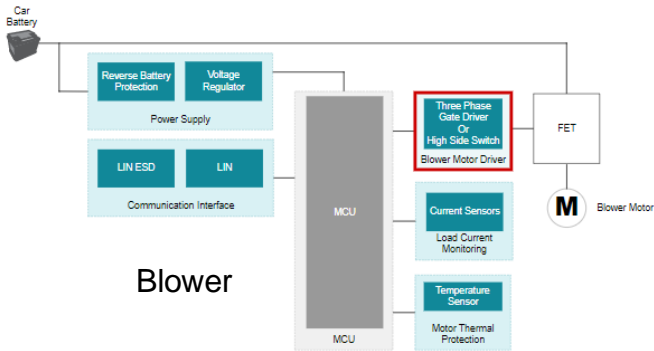 Car
Battery
Reverse Battery
Protection
Voltage
Regulator
Power Supply
LIN ESD
LIN
Communication Interface
Blower
MCU
MCU
Three Phase
Gate Driver
Or
High Side Switch
Blower Motor Driver
FET
M
Blower Motor
Current Sensors
Load Current
Monitoring
Temperature
Sensor
Motor Thermal
Protection